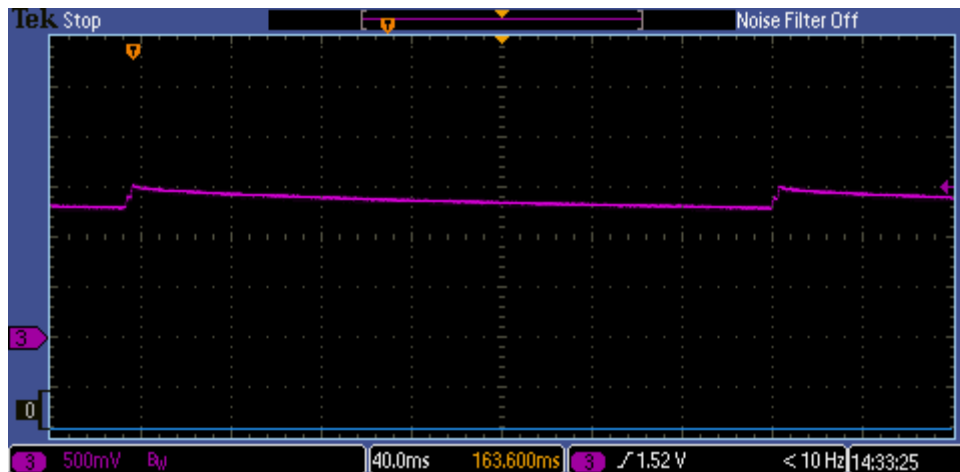 Tek Stop Noise Filter Off
T
T
3
0
3 500mV BW 40.0ms 163.600ms 3 1.52 V < 10 Hz 14:33:25